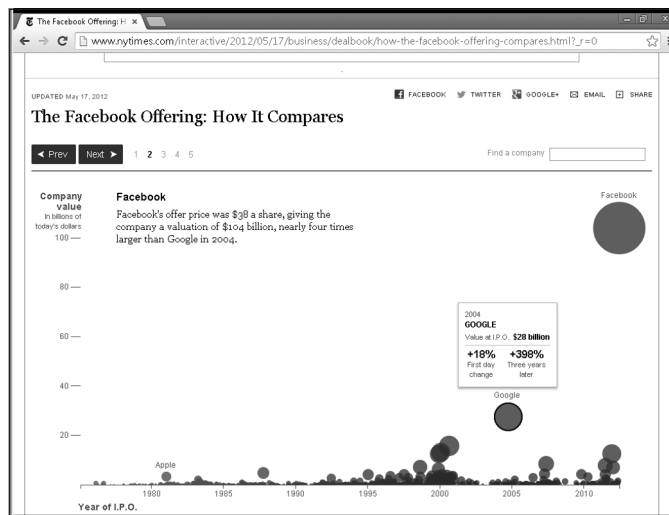 The Facebook Offering: H
www.nytimes.com/interactive/2012/05/17/business/dealbook/how-the-facebook-offering-compares.html?_r=0
UPDATED May 17, 2012
FACEBOOK TWITTER GOOGLE+ EMAIL SHARE
The Facebook Offering: How It Compares
Prev Next 1 2 3 4 5
Find a company
Company value
In billions of
today's dollars
Facebook
Facebook's offer price was $38 a share, giving the
company a valuation of $104 billion, nearly four times
larger than Google in 2004.
Facebook
100
80
60
40
20
2004
GOOGLE
Value at I.P.O. $28 billion
+18% +398%
First day change
Three years later
Google
Apple
1980 1985 1990 1995 2000 2005 2010
Year of I.P.O.